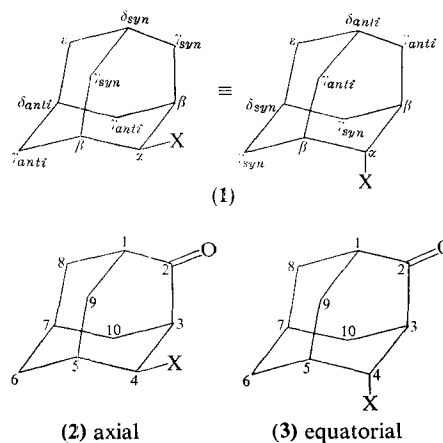 δsyn δanti
ε γsyn ε γanti
γsyn γanti
δanti β ≡ δsyn β
γanti γsyn
γanti β α X γsyn β α
X
(1)
1 1
8 2 O 8 2 O
9 9
7 10 3 7 10 3
6 5 4 X 6 5 4
X
(2) axial (3) equatorial